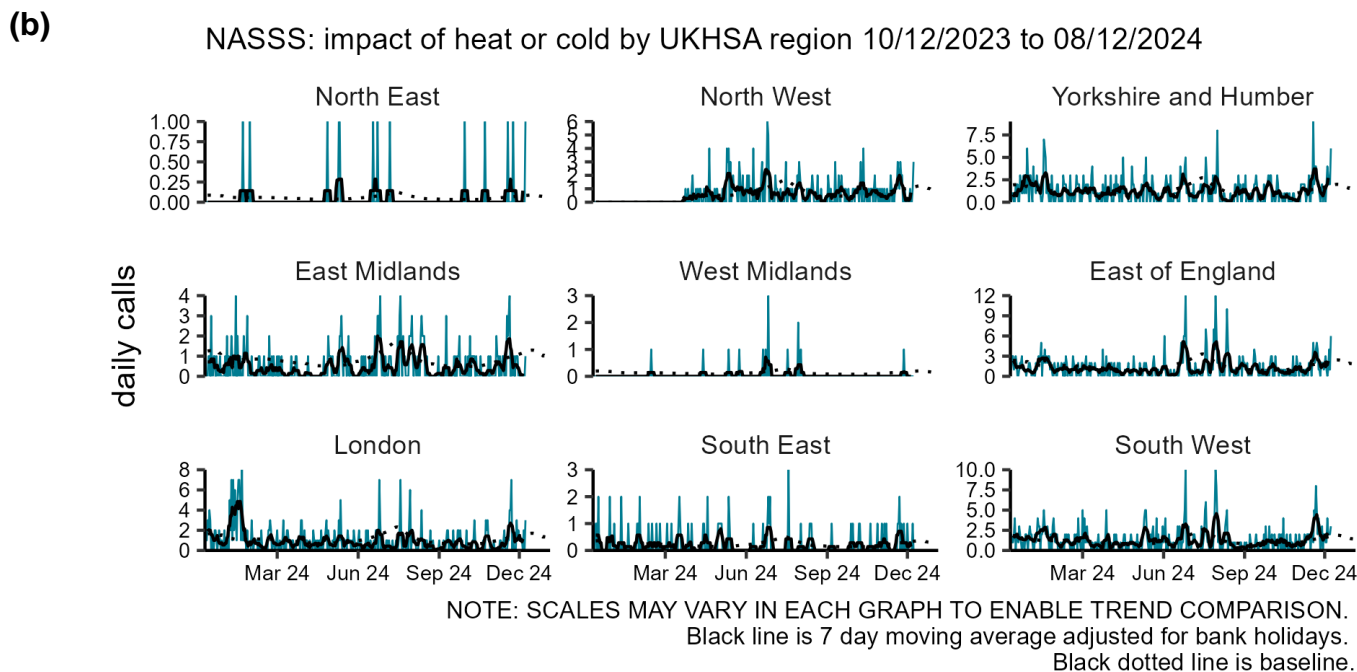 (b)
NASSS: impact of heat or cold by UKHSA region 10/12/2023 to 08/12/2024
North East
North West
Yorkshire and Humber
1.00
0.75
0.50
0.25
0.00
6
5
4
3
2
1
0
7.5
5.0
2.5
0.0
daily calls
East Midlands
West Midlands
East of England
4
3
2
1
0
3
2
1
0
12
9
6
3
0
London
South East
South West
8
6
4
2
0
3
2
1
0
10.0
7.5
5.0
2.5
0.0
Mar 24 Jun 24 Sep 24 Dec 24
Mar 24 Jun 24 Sep 24 Dec 24
Mar 24 Jun 24 Sep 24 Dec 24
NOTE: SCALES MAY VARY IN EACH GRAPH TO ENABLE TREND COMPARISON.
Black line is 7 day moving average adjusted for bank holidays.
Black dotted line is baseline.